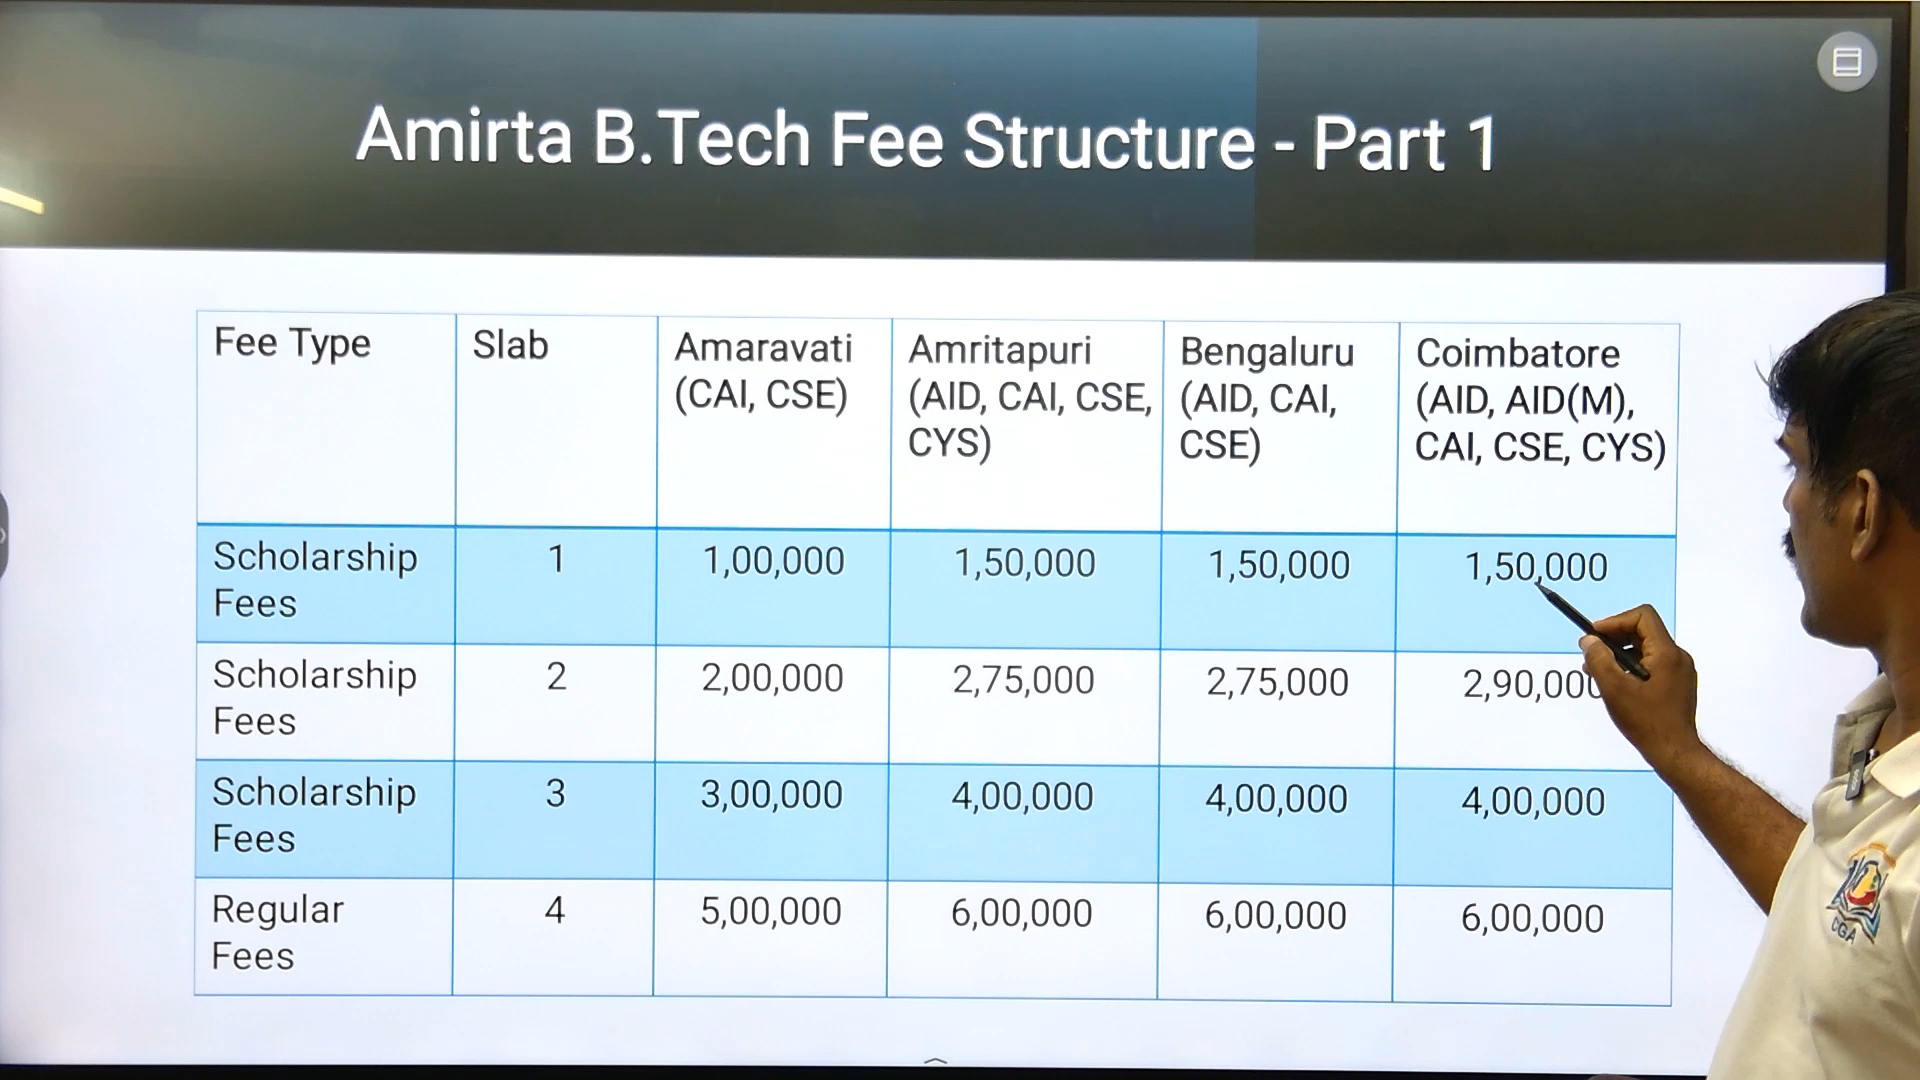 Amirta B.Tech Fee Structure - Part 1
Fee Type
Slab
Amaravati
(CAI, CSE)
Amritapuri
(AID, CAI, CSE,
CYS)
Bengaluru
(AID, CAI,
CSE)
Coimbatore
(AID, AID(M),
CAI, CSE, CYS)
Scholarship
Fees
1
1,00,000
1,50,000
1,50,000
1,50,000
Scholarship
Fees
2
2,00,000
2,75,000
2,75,000
2,90,000
Scholarship
Fees
3
3,00,000
4,00,000
4,00,000
4,00,000
Regular
Fees
4
5,00,000
6,00,000
6,00,000
6,00,000
CGA